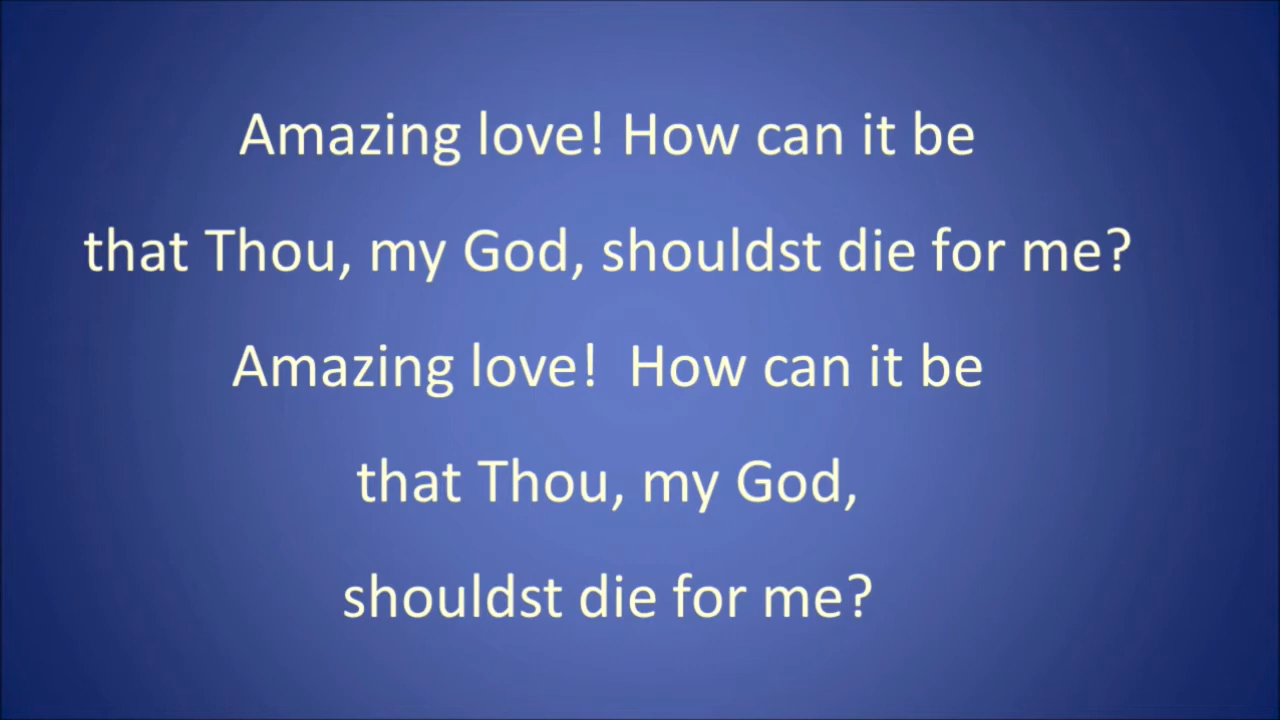 Amazing love! How can it be
that Thou, my God, shouldst die for me?
Amazing love!  How can it be
that Thou, my God,
shouldst die for me?